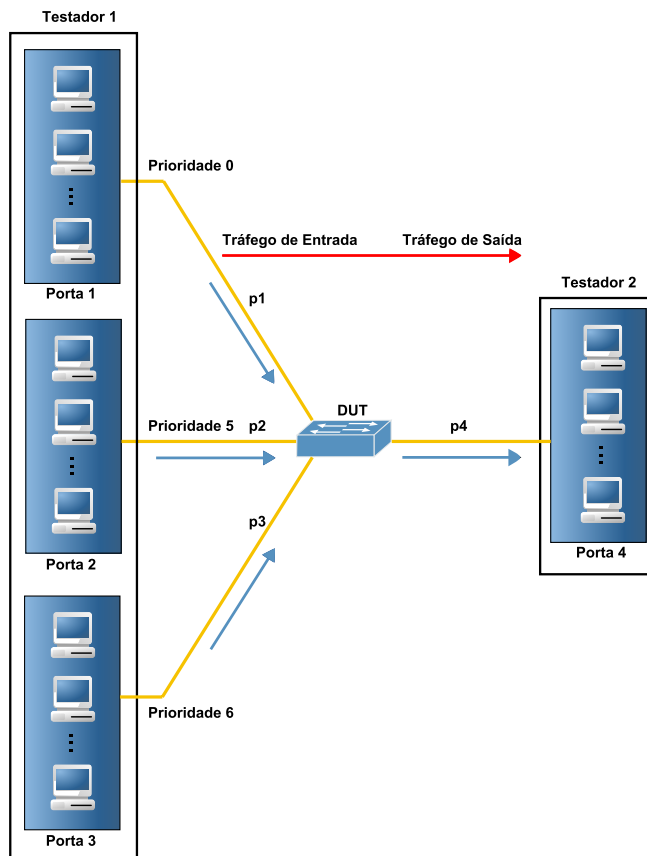 Testador 1
Prioridade 0
Tráfego de Entrada
Tráfego de Saída
Porta 1
p1
Testador 2
Prioridade 5
p2
DUT
p4
p3
Porta 2
Porta 4
Prioridade 6
Porta 3